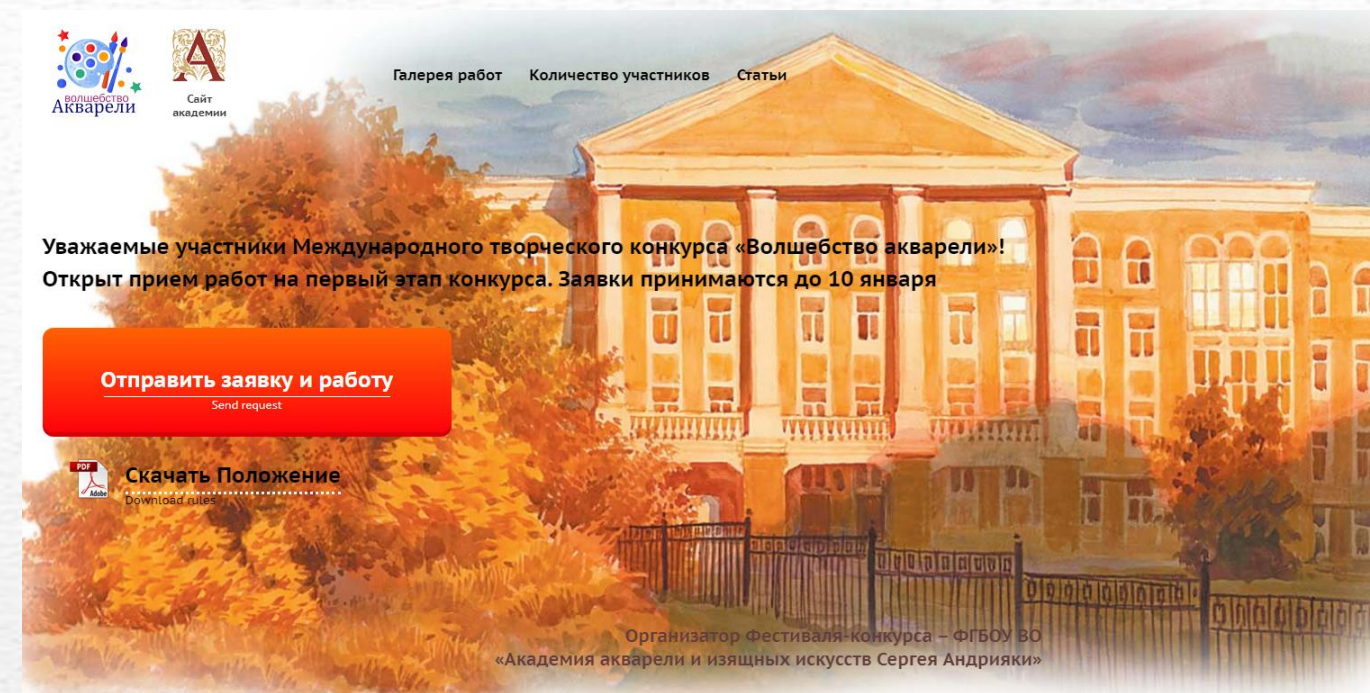 волшебство
Акварели
А
Сайт
академии
Галерея работ Количество участников Статьи
Уважаемые участники Международного творческого конкурса «Волшебство акварели»!
Открыт прием работ на первый этап конкурса. Заявки принимаются до 10 января
Отправить заявку и работу
Send request
PDF
Adobe
Скачать Положение
Download rules
Организатор Фестиваля-конкурса – ФГБОУ ВО
«Академия акварели и изящных искусств Сергея Андрияки»